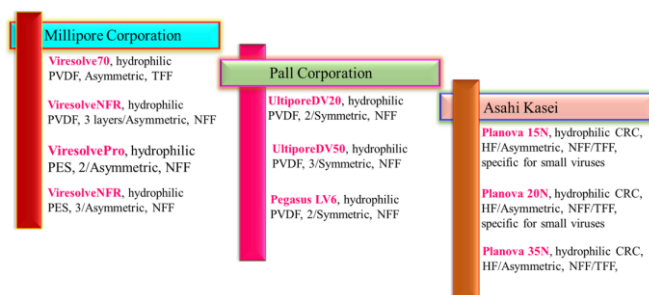 Millipore Corporation
Viresolve70, hydrophilic
PVDF, Asymmetric, TFF
ViresolveNFR, hydrophilic
PVDF, 3 layers/Asymmetric, NFF
ViresolvePro, hydrophilic
PES, 2/Asymmetric, NFF
ViresolveNFR, hydrophilic
PES, 3/Asymmetric, NFF
Pall Corporation
UltiporeDV20, hydrophilic
PVDF, 2/Symmetric, NFF
UltiporeDV50, hydrophilic
PVDF, 3/Symmetric, NFF
Pegasus LV6, hydrophilic
PVDF, 2/Symmetric, NFF
Asahi Kasei
Planova 15N, hydrophilic CRC,
HF/Asymmetric, NFF/TFF,
specific for small viruses
Planova 20N, hydrophilic CRC,
HF/Asymmetric, NFF/TFF,
specific for small viruses
Planova 35N, hydrophilic CRC,
HF/Asymmetric, NFF/TFF,